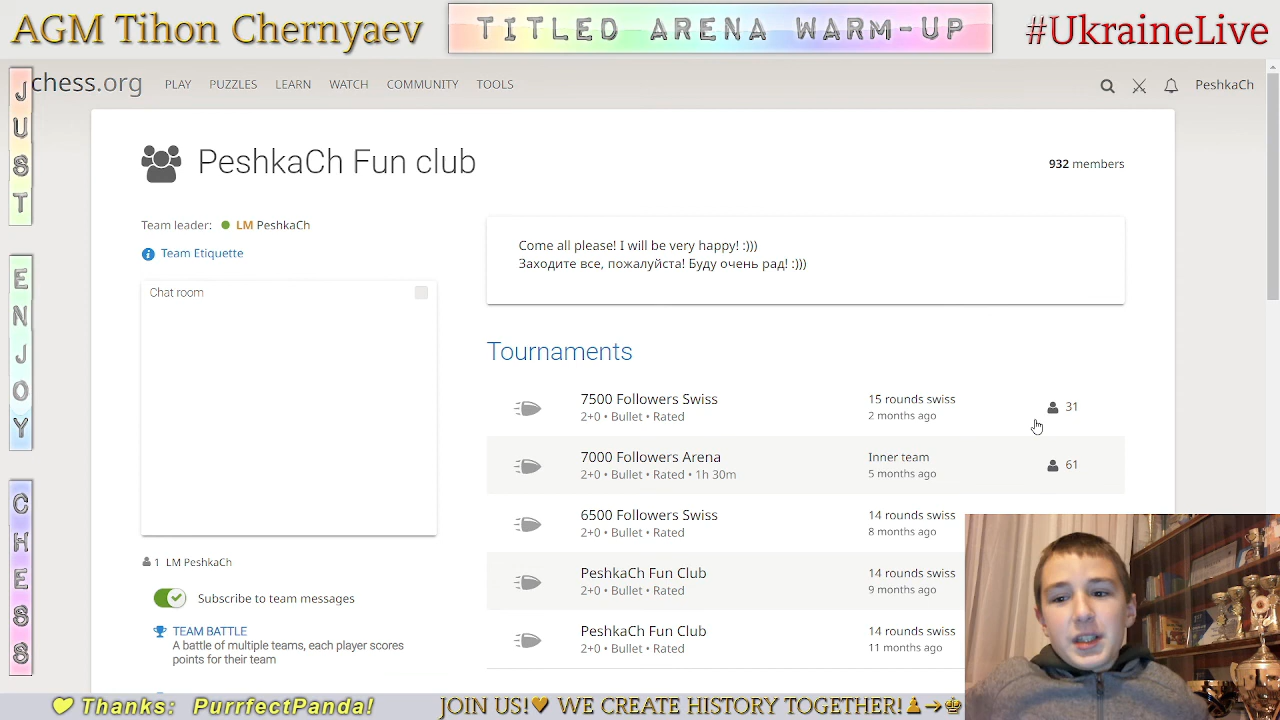 AGM Tihon Chernyaev
TITLED ARENA WARM-UP
#UkraineLive
JUST
ENJOY
CHESS
chess.org
PLAY
PUZZLES
LEARN
WATCH
COMMUNITY
TOOLS
PeshkaCh
PeshkaCh Fun club
932 members
Team leader: LM PeshkaCh
Team Etiquette
Chat room
1 LM PeshkaCh
Subscribe to team messages
TEAM BATTLE
A battle of multiple teams, each player scores
points for their team
Come all please! I will be very happy! :)))
Заходите все, пожалуйста! Буду очень рад! :)))
Tournaments
7500 Followers Swiss
2+0 • Bullet • Rated
15 rounds swiss
2 months ago
31
7000 Followers Arena
2+0 • Bullet • Rated • 1h 30m
Inner team
5 months ago
61
6500 Followers Swiss
2+0 • Bullet • Rated
14 rounds swiss
8 months ago
PeshkaCh Fun Club
2+0 • Bullet • Rated
14 rounds swiss
9 months ago
PeshkaCh Fun Club
2+0 • Bullet • Rated
14 rounds swiss
11 months ago
Thanks: PurrfectPanda!
JOIN US!♥ WE CREATE HISTORY TOGETHER!♟→♚